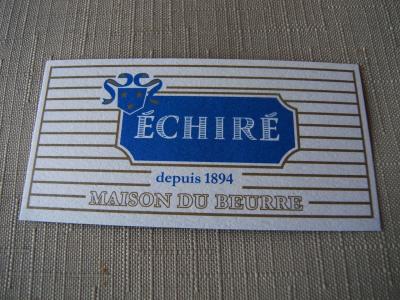 ÉCHIRÉ
depuis 1894
MAISON DU BEURRE